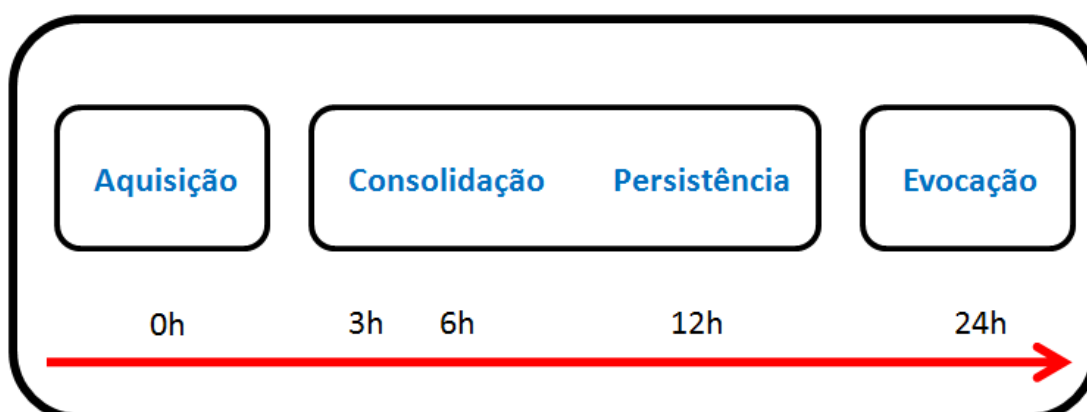 Aquisição Consolidação Persistência Evocação
0h 3h 6h 12h 24h